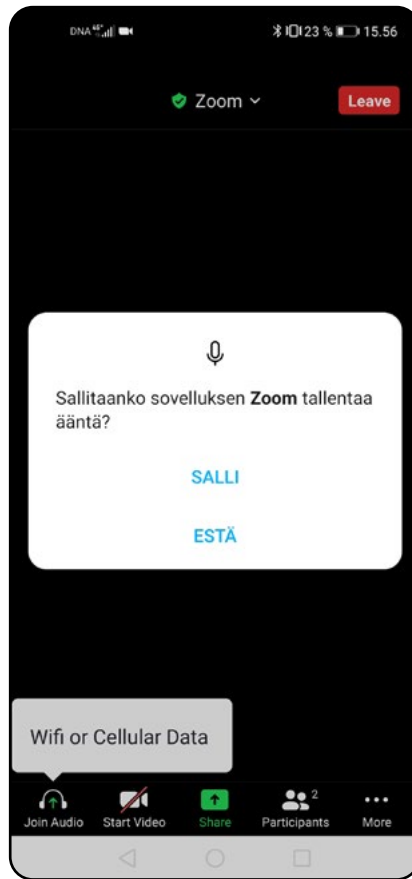 DNA 46+ 23 % 15.56
Zoom Leave
Sallitaanko sovelluksen Zoom tallentaa
ääntä?
SALLI
ESTÄ
Wifi or Cellular Data
2
Join Audio Start Video Share Participants More